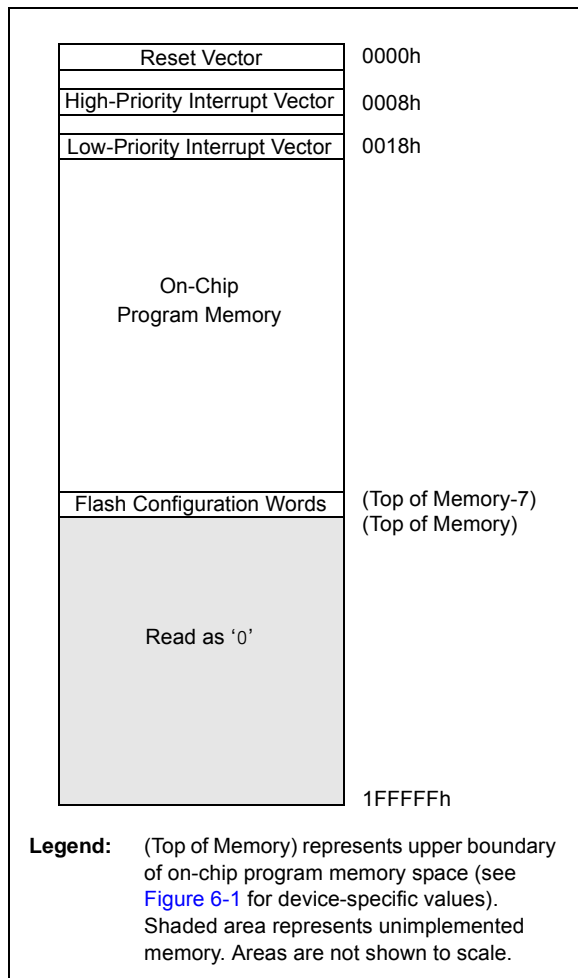 Reset Vector 0000h
High-Priority Interrupt Vector 0008h
Low-Priority Interrupt Vector 0018h
On-Chip
Program Memory
Flash Configuration Words (Top of Memory-7)
(Top of Memory)
Read as ‘0’
1FFFFFh
Legend: (Top of Memory) represents upper boundary
of on-chip program memory space (see
Figure 6-1 for device-specific values).
Shaded area represents unimplemented
memory. Areas are not shown to scale.